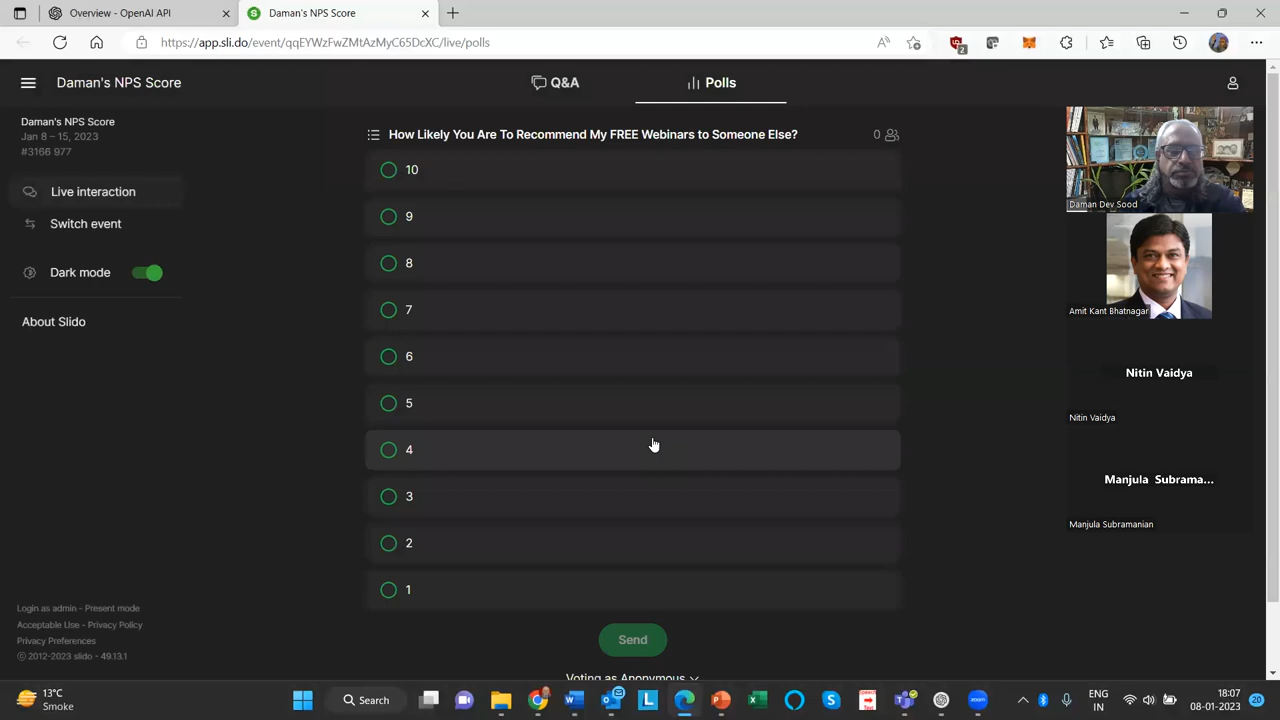 Overview - OpenAI API
Daman's NPS Score
https://app.sli.do/event/qqEYWzFwZMtAzMyC65DcXC/live/polls
2
Daman's NPS Score
Q&A
Polls
Daman's NPS Score
Jan 8 – 15, 2023
#3166 977
Live interaction
Switch event
Dark mode
About Slido
How Likely You Are To Recommend My FREE Webinars to Someone Else?
0
10
9
8
7
6
5
4
3
2
1
Send
Voting as Anonymous
Daman Dev Sood
Amit Kant Bhatnagar
Nitin Vaidya
Nitin Vaidya
Manjula Subrama...
Manjula Subramanian
Login as admin - Present mode
Acceptable Use - Privacy Policy
Privacy Preferences
© 2012-2023 slido - 49.13.1
13°C
Smoke
Search
ENG
IN
18:07
08-01-2023
20